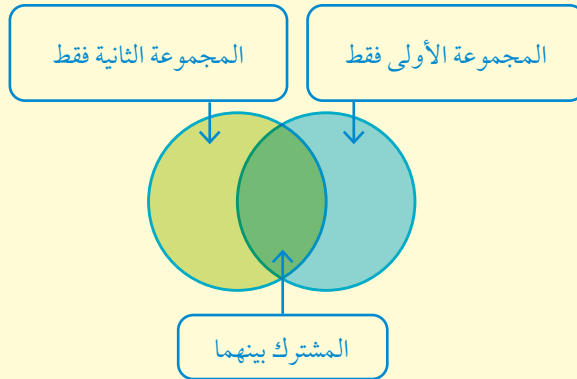 المجموعة الأولى فقط
المجموعة الثانية فقط
المشترك بينهما